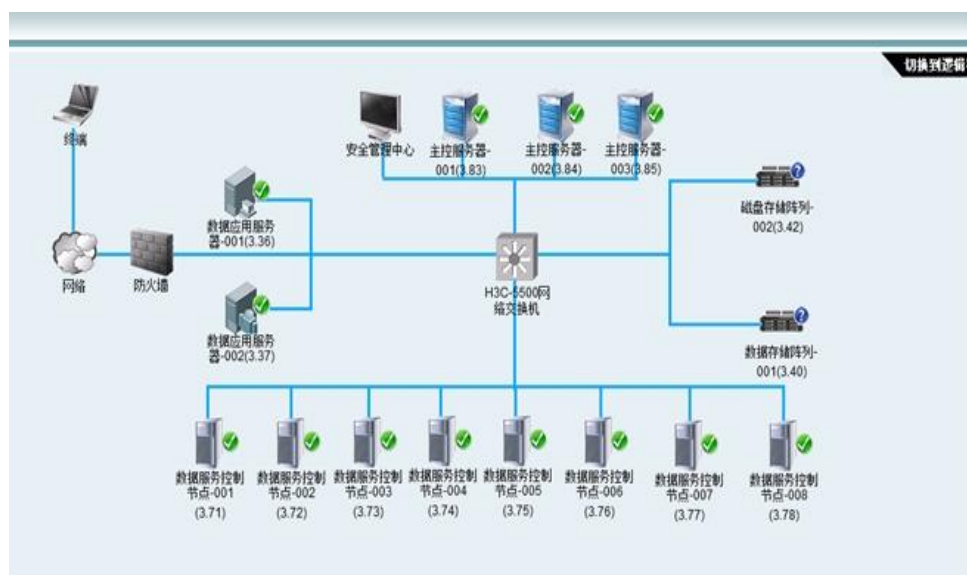 切换到逻辑
终端
安全管理中心
主控服务器-
001(3.83)
主控服务器-
002(3.84)
主控服务器-
003(3.85)
数据应用服务
器-001(3.36)
磁盘存储阵列-
002(3.42)
网络
防火墙
H3C-5500网
络交换机
数据应用服务
器-002(3.37)
数据存储阵列-
001(3.40)
数据服务控制
节点-001
(3.71)
数据服务控制
节点-002
(3.72)
数据服务控制
节点-003
(3.73)
数据服务控制
节点-004
(3.74)
数据服务控制
节点-005
(3.75)
数据服务控制
节点-006
(3.76)
数据服务控制
节点-007
(3.77)
数据服务控制
节点-008
(3.78)